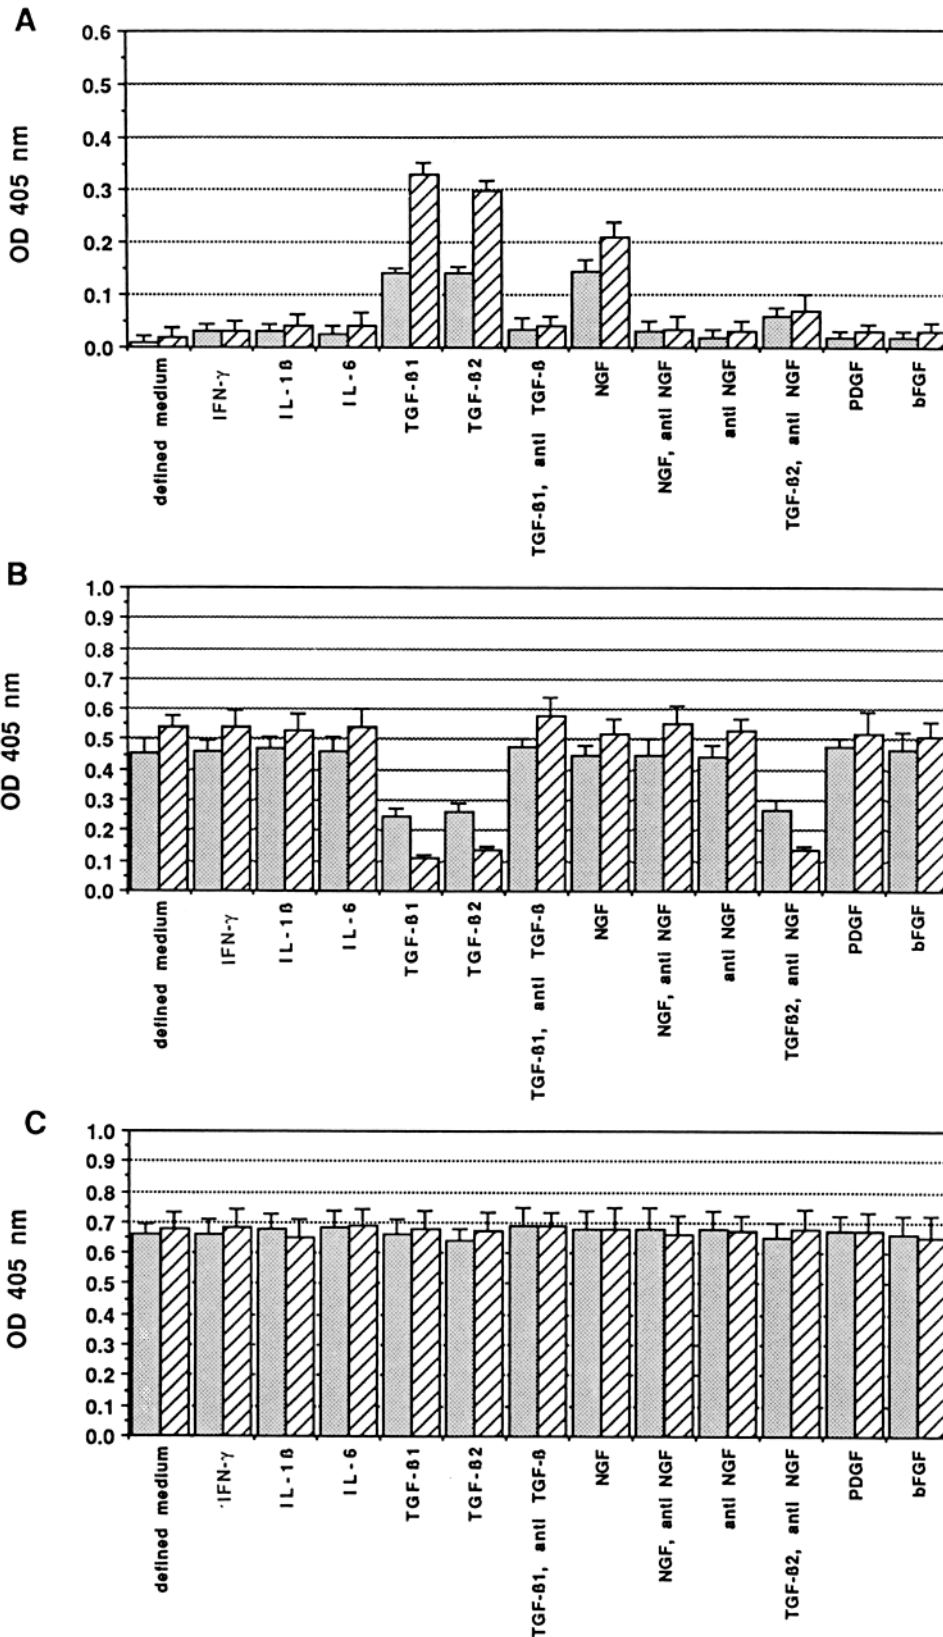 A
0.6
0.5
0.4
0.3
0.2
0.1
0.0
OD 405 nm
defined medium
IFN-γ
IL-1ß
IL-6
TGF-ß1
TGF-ß2
TGF-ß1, anti TGF-ß
NGF
NGF, anti NGF
anti NGF
TGF-ß2, anti NGF
PDGF
bFGF
B
1.0
0.9
0.8
0.7
0.6
0.5
0.4
0.3
0.2
0.1
0.0
OD 405 nm
defined medium
IFN-γ
IL-1ß
IL-6
TGF-ß1
TGF-ß2
TGF-ß1, anti TGF-ß
NGF
NGF, anti NGF
anti NGF
TGFß2, anti NGF
PDGF
bFGF
C
1.0
0.9
0.8
0.7
0.6
0.5
0.4
0.3
0.2
0.1
0.0
OD 405 nm
defined medium
IFN-γ
IL-1ß
IL-6
TGF-ß1
TGF-ß2
TGF-ß1, anti TGF-ß
NGF
NGF, anti NGF
anti NGF
TGF-ß2, anti NGF
PDGF
bFGF